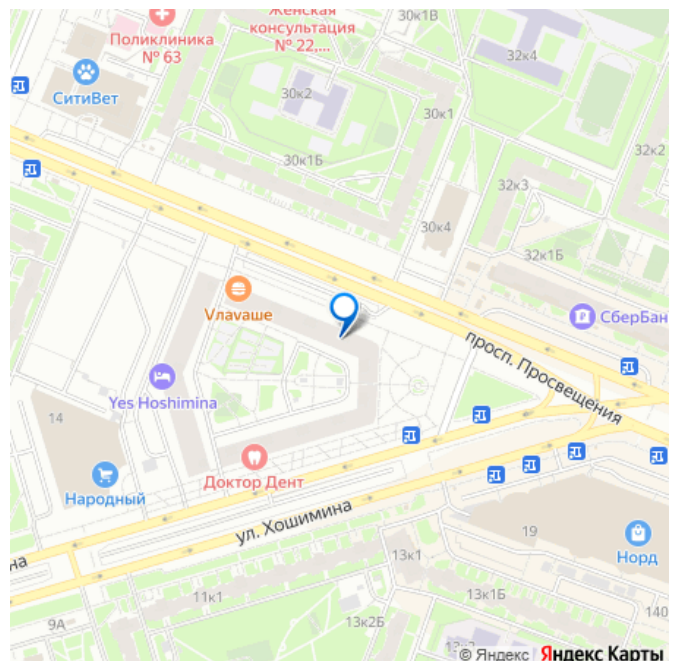 30к1В
Женская
консультация
№ 22,...
Поликлиника
№ 63
32к4
СитиВет
30к2
30к1
32к2
30к1Б
32к3
30к4
32к1Б
Vлаvаше
СберБан
просп. Просвещения
Yes Hoshimina
14
Доктор Дент
Народный
ул. Хошимина
19
на
Норд
13к1
11к1
13к1Б
140
9А
13к2Б
© Яндекс Яндекс Карты